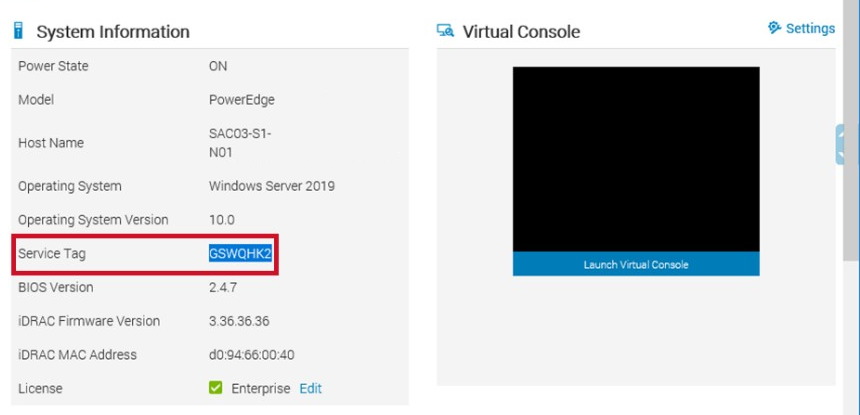 System Information
Power State ON
Model PowerEdge
Host Name SAC03-S1-
N01
Operating System Windows Server 2019
Operating System Version 10.0
Service Tag GSWQHK2
BIOS Version 2.4.7
iDRAC Firmware Version 3.36.36.36
iDRAC MAC Address d0:94:66:00:40
License Enterprise Edit
Virtual Console
Settings
Launch Virtual Console